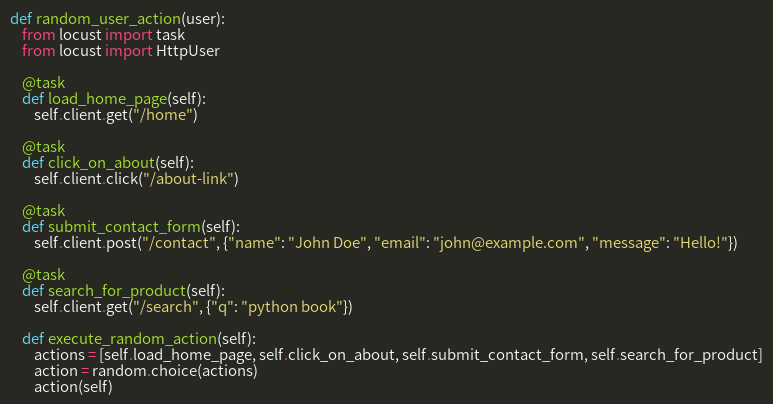 def random_user_action(user):
    from locust import task
    from locust import HttpUser

    @task
    def load_home_page(self):
        self.client.get("/home")

    @task
    def click_on_about(self):
        self.client.click("/about-link")

    @task
    def submit_contact_form(self):
        self.client.post("/contact", {"name": "John Doe", "email": "john@example.com", "message": "Hello!"})

    @task
    def search_for_product(self):
        self.client.get("/search", {"q": "python book"})

    def execute_random_action(self):
        actions = [self.load_home_page, self.click_on_about, self.submit_contact_form, self.search_for_product]
        action = random.choice(actions)
        action(self)